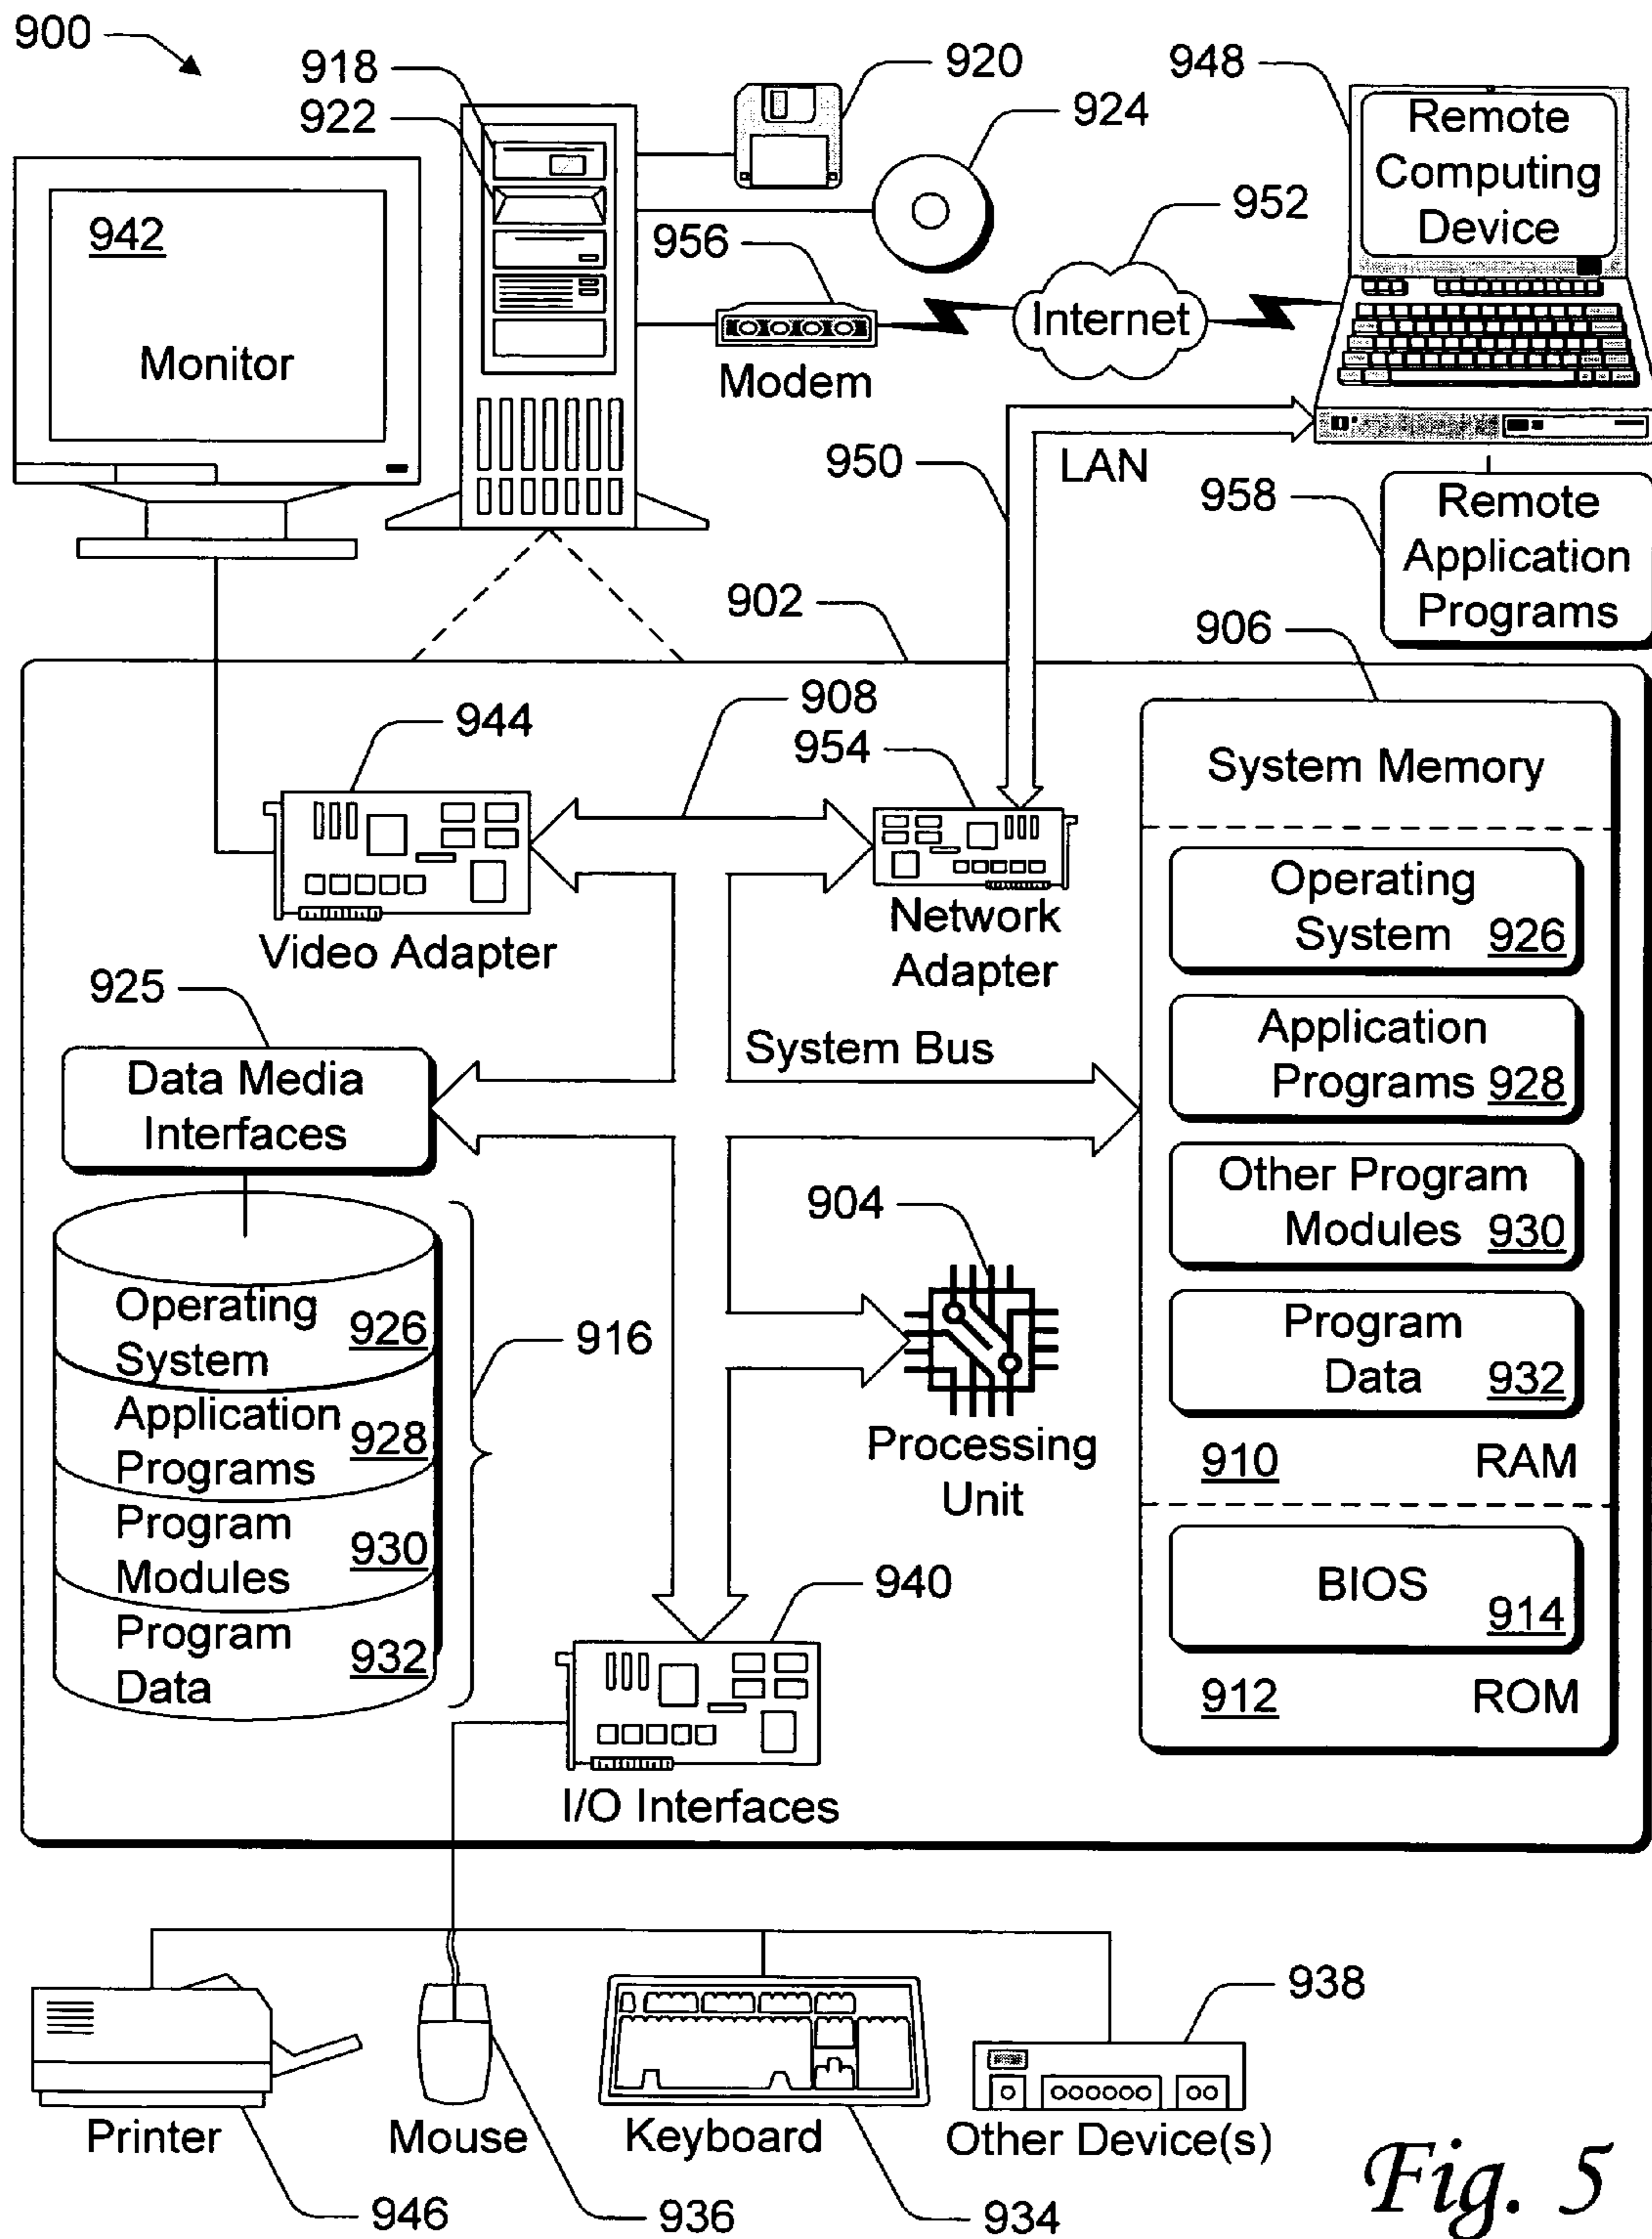 900
918
920
948
922
924
Remote
Computing
Device
942
956
952
Internet
Monitor
Modem
950
LAN
958
Remote
Application
Programs
902
906
908
944
954
System Memory
Operating
System 926
Video Adapter
Network
Adapter
925
Application
Programs 928
System Bus
Data Media
Interfaces
Other Program
Modules 930
904
Operating
System 926
916
Program
Data 932
Application
Programs 928
Processing
Unit
910 RAM
Program
Modules 930
940
BIOS
914
Program
Data 932
912 ROM
I/O Interfaces
938
Printer
Mouse
Keyboard
Other Device(s)
946
936
934
Fig. 5